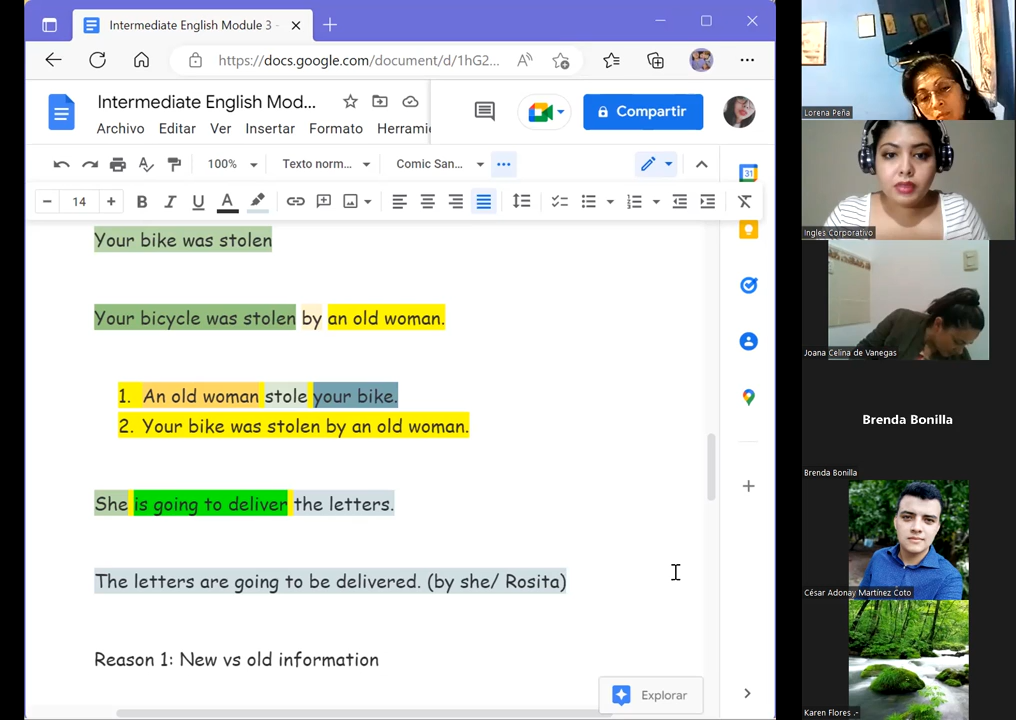 Intermediate English Module 3 -
https://docs.google.com/document/d/1hG2...
Intermediate English Mod...
Archivo Editar Ver Insertar Formato Herrami
Compartir
100% Texto norm... Comic San...
14 B I U A
31
Your bike was stolen
Your bicycle was stolen by an old woman.
1. An old woman stole your bike.
2. Your bike was stolen by an old woman.
She is going to deliver the letters.
The letters are going to be delivered. (by she/ Rosita)
Reason 1: New vs old information
Explorar
Lorena Peña
Ingles Corporativo
Joana Celina de Vanegas
Brenda Bonilla
Brenda Bonilla
César Adonay Martínez Coto
Karen Flores .-